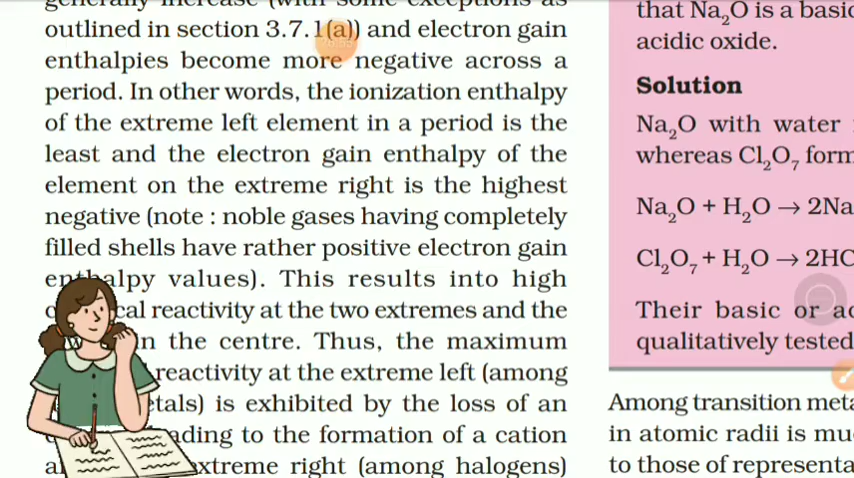 generally increase (with some exceptions as
outlined in section 3.7.1(a)) and electron gain
enthalpies become more negative across a
period. In other words, the ionization enthalpy
of the extreme left element in a period is the
least and the electron gain enthalpy of the
element on the extreme right is the highest
negative (note : noble gases having completely
filled shells have rather positive electron gain
enthalpy values). This results into high
cal reactivity at the two extremes and the
in the centre. Thus, the maximum
reactivity at the extreme left (among
etals) is exhibited by the loss of an
ading to the formation of a cation
extreme right (among halogens)
that Na₂O is a basic
acidic oxide.
Solution
Na₂O with water
whereas Cl₂O₇ form
Na₂O + H₂O → 2Na
Cl₂O₇ + H₂O → 2HC
Their basic or ac
qualitatively tested
Among transition meta
in atomic radii is mu
to those of representa